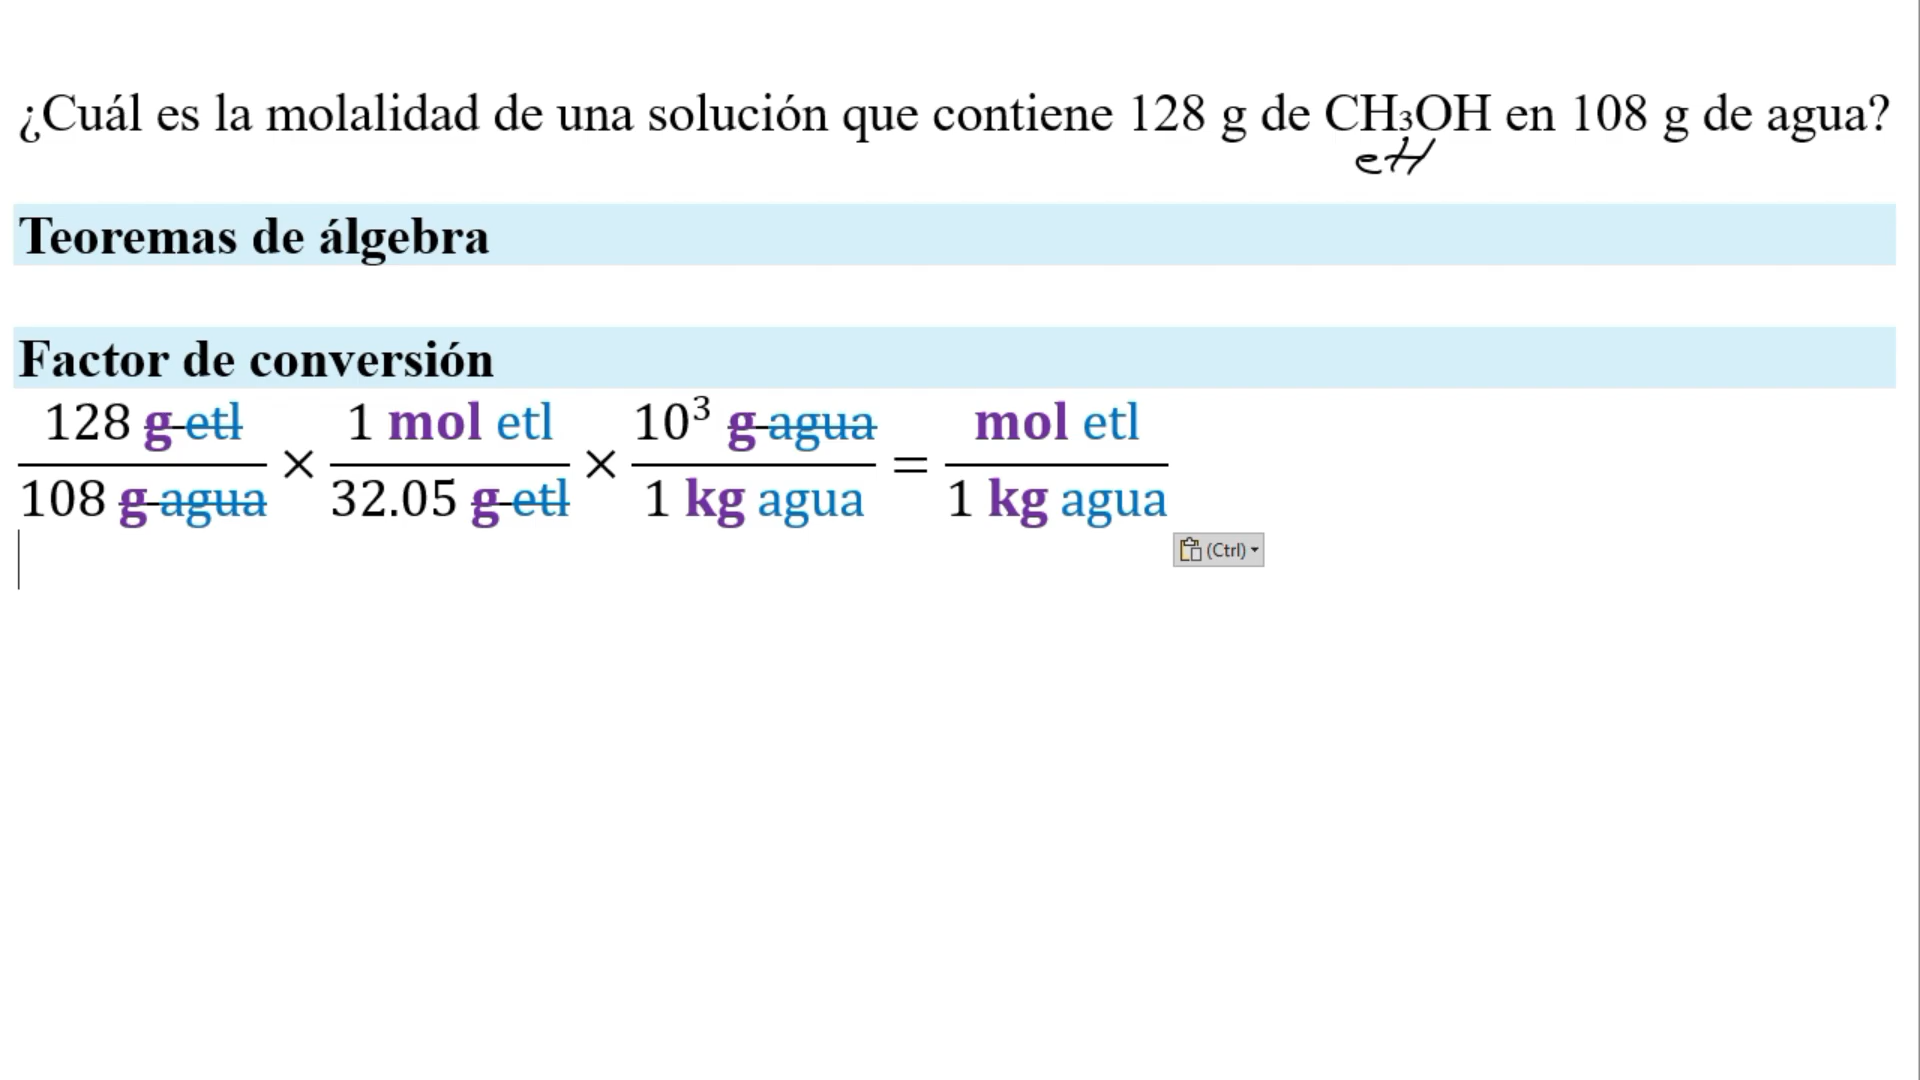 ¿Cuál es la molalidad de una solución que contiene 128 g de CH₃OH en 108 g de agua?
etl
Teoremas de álgebra
Factor de conversión
128 g etl / 108 g agua × 1 mol etl / 32.05 g etl × 10³ g agua / 1 kg agua = mol etl / 1 kg agua
(Ctrl)